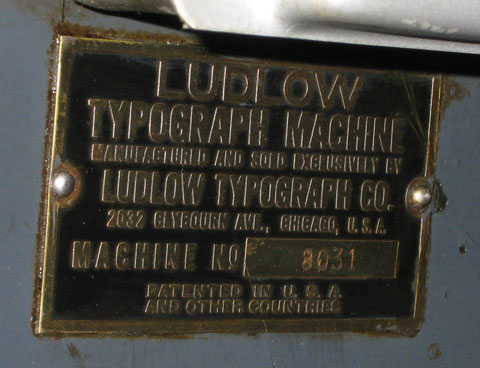 LUDLOW
TYPOGRAPH MACHINE
MANUFACTURED AND SOLD EXCLUSIVELY BY
LUDLOW TYPOGRAPH CO.
2032 CLYBOURN AVE., CHICAGO, U.S.A.
MACHINE NO 8031
PATENTED IN U.S.A.
AND OTHER COUNTRIES